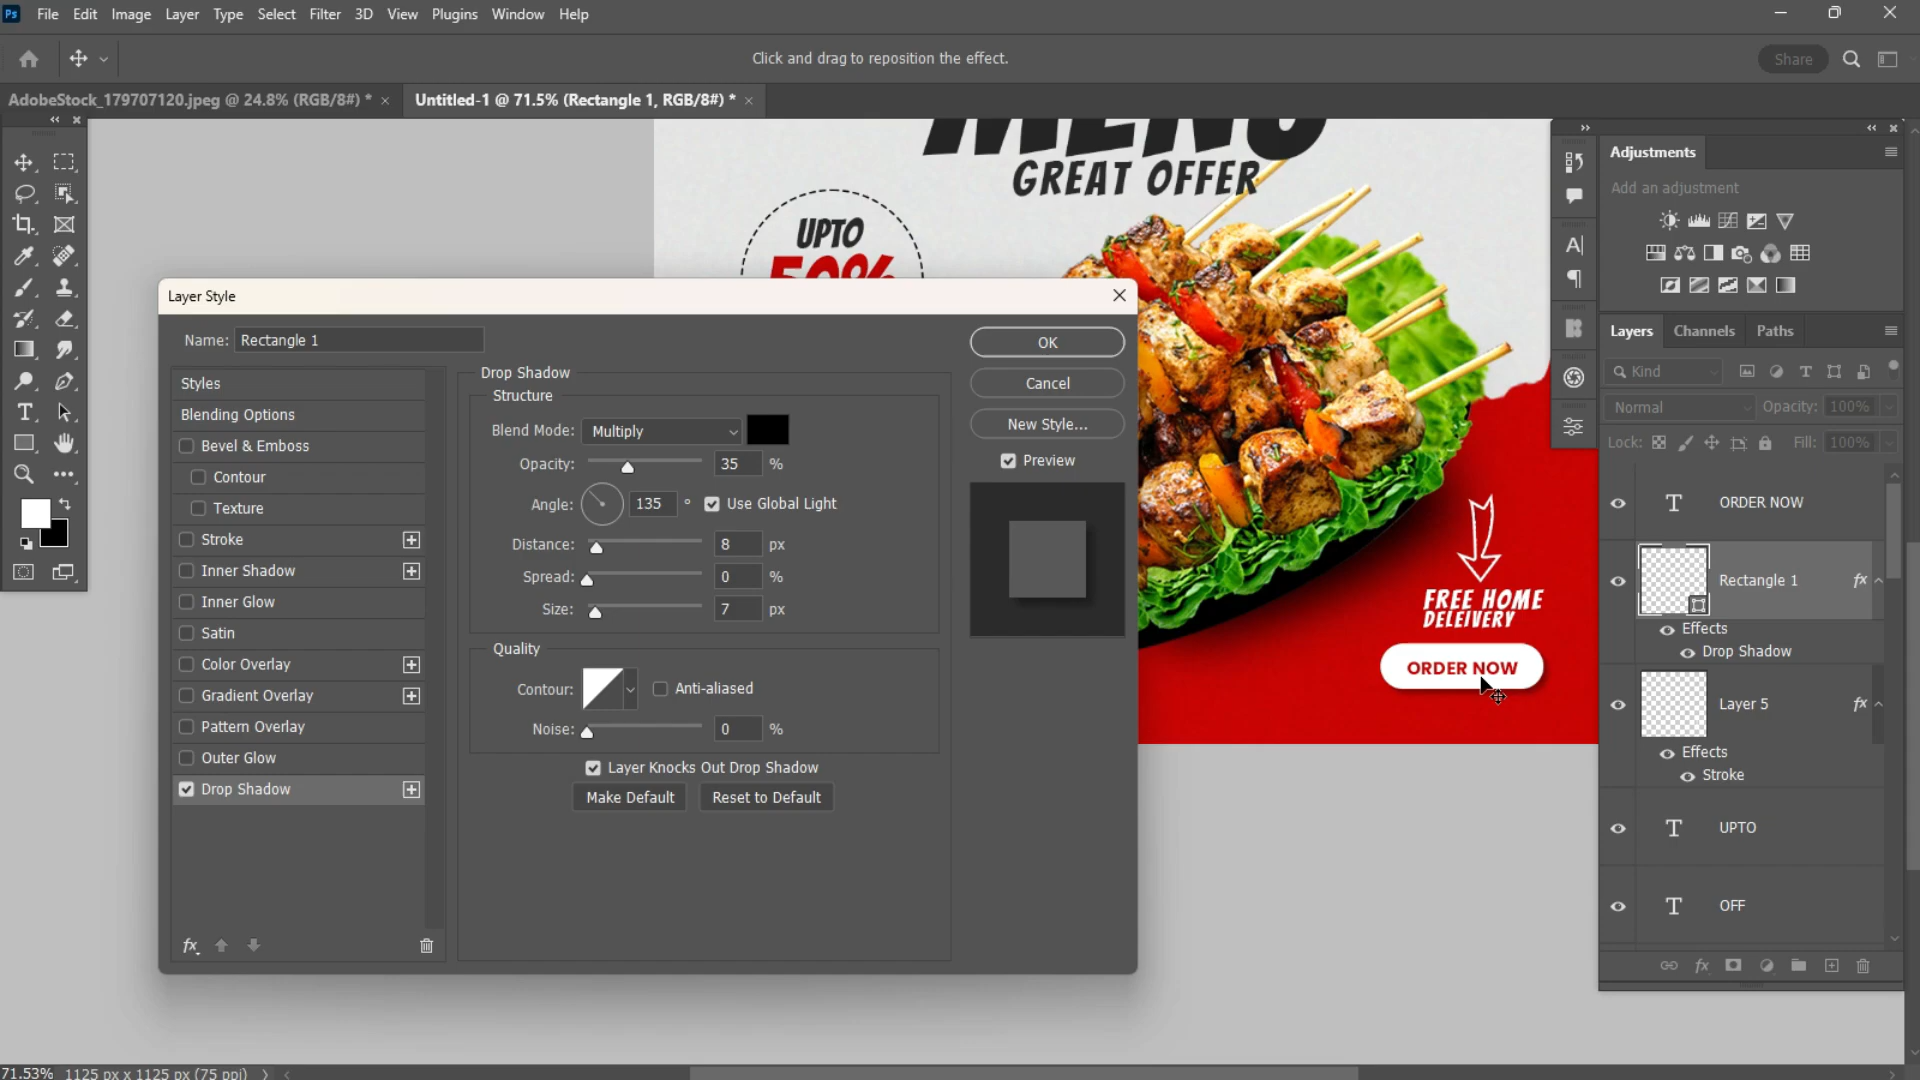 Ps File Edit Image Layer Type Select Filter 3D View Plugins Window Help
Click and drag to reposition the effect.
Share
AdobeStock_179707120.jpeg @ 24.8% (RGB/8#) *
Untitled-1 @ 71.5% (Rectangle 1, RGB/8#) *
GREAT OFFER
UPTO
50%
FREE HOME
DELEIVERY
ORDER NOW
Layer Style
Name: Rectangle 1
Styles
Blending Options
Bevel & Emboss
Contour
Texture
Stroke
Inner Shadow
Inner Glow
Satin
Color Overlay
Gradient Overlay
Pattern Overlay
Outer Glow
Drop Shadow
fx
Drop Shadow
Structure
Blend Mode: Multiply
Opacity: 35 %
Angle: 135 ° Use Global Light
Distance: 8 px
Spread: 0 %
Size: 7 px
Quality
Contour: Anti-aliased
Noise: 0 %
Layer Knocks Out Drop Shadow
Make Default Reset to Default
OK
Cancel
New Style...
Preview
Adjustments
Add an adjustment
Layers Channels Paths
Kind
Normal Opacity: 100%
Lock: Fill: 100%
T ORDER NOW
Rectangle 1 fx
Effects
Drop Shadow
Layer 5 fx
Effects
Stroke
T UPTO
T OFF
fx
71.53% 1125 px x 1125 px (75 ppi)